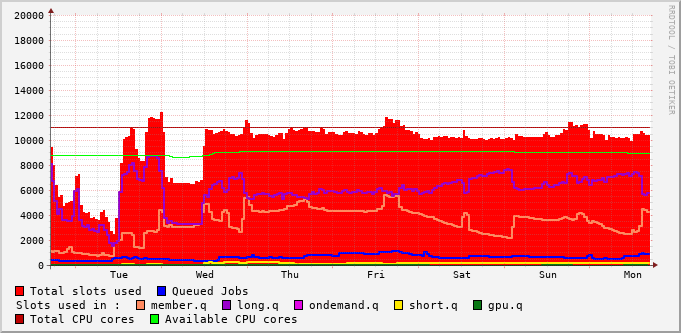 20000
18000
16000
14000
12000
10000
8000
6000
4000
2000
0
Tue Wed Thu Fri Sat Sun Mon
RRDTOOL / TOBI OETIKER
Total slots used Queued Jobs
Slots used in : member.q long.q ondemand.q short.q gpu.q
Total CPU cores Available CPU cores